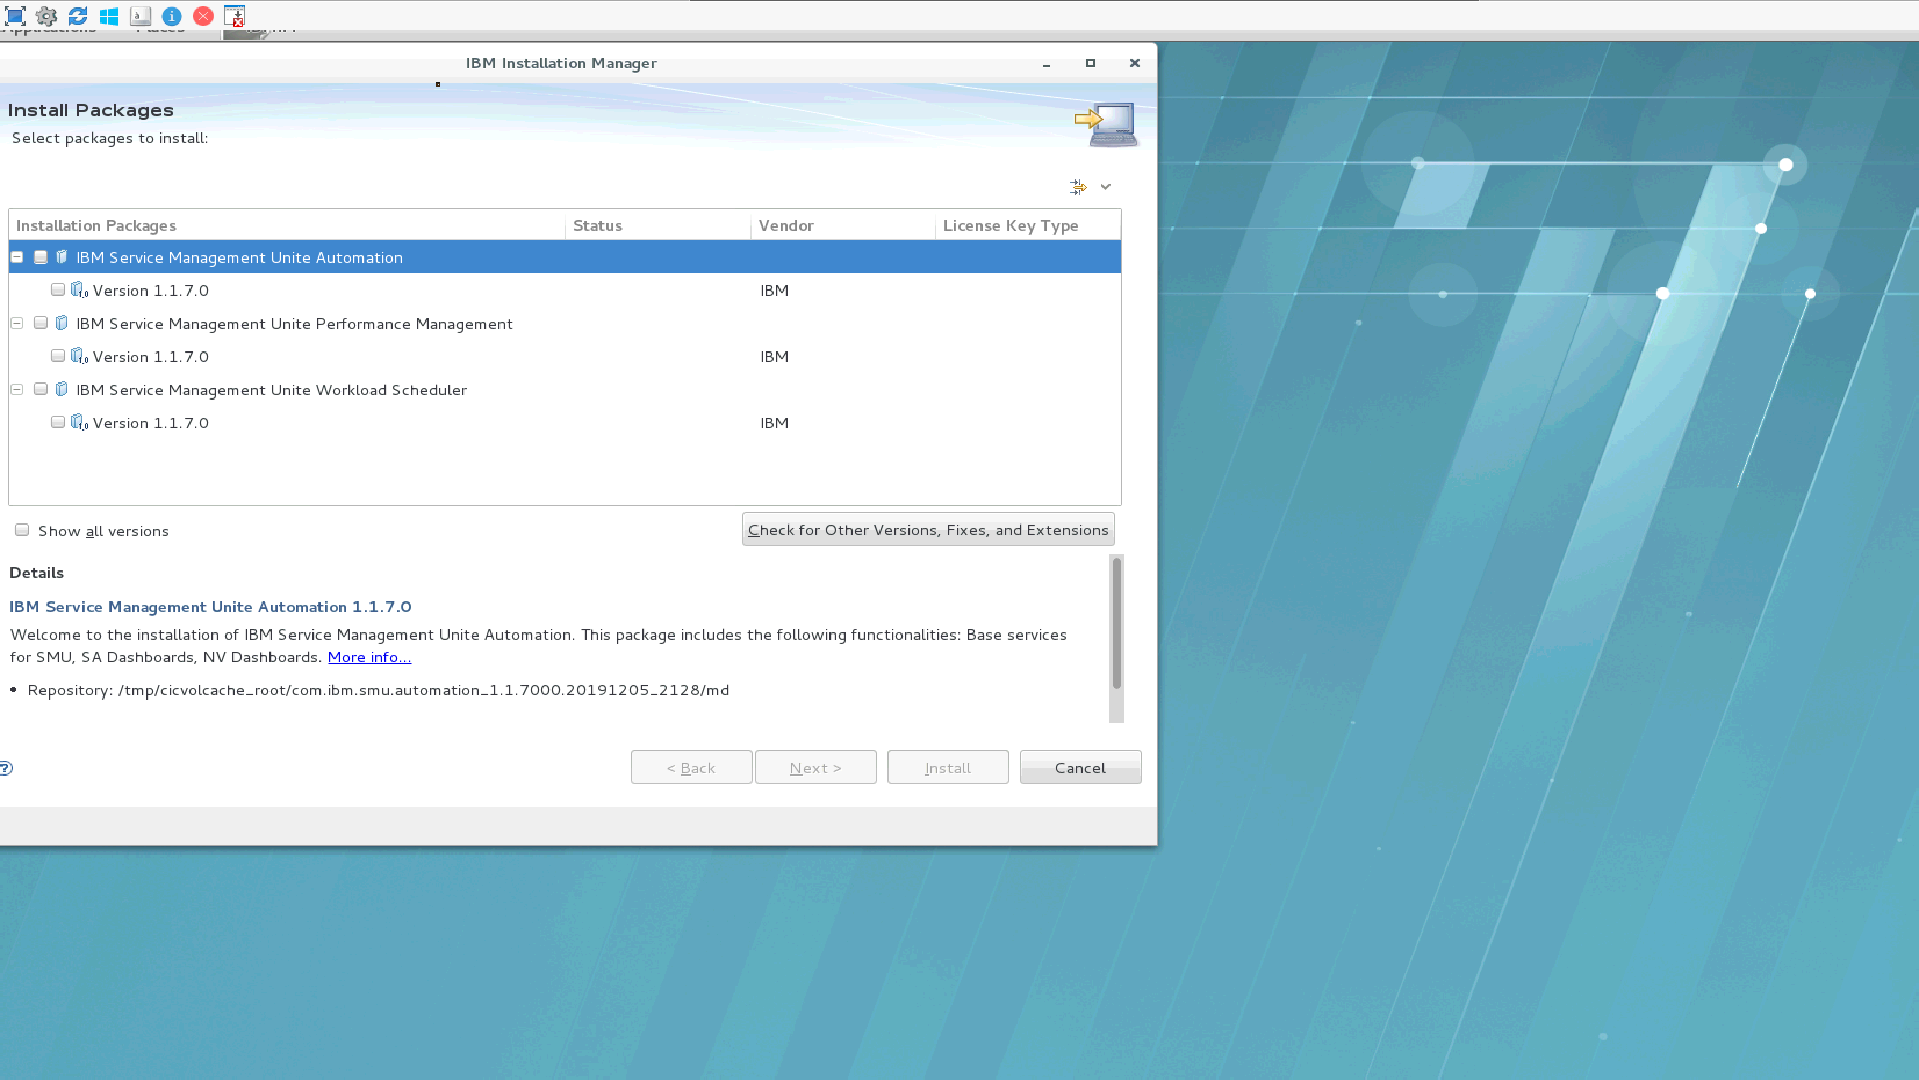 Applications Places
IBM Installation Manager
Install Packages
Select packages to install:
Installation Packages Status Vendor License Key Type
IBM Service Management Unite Automation
Version 1.1.7.0 IBM
IBM Service Management Unite Performance Management
Version 1.1.7.0 IBM
IBM Service Management Unite Workload Scheduler
Version 1.1.7.0 IBM
Show all versions Check for Other Versions, Fixes, and Extensions
Details
IBM Service Management Unite Automation 1.1.7.0
Welcome to the installation of IBM Service Management Unite Automation. This package includes the following functionalities: Base services
for SMU, SA Dashboards, NV Dashboards. More info...
• Repository: /tmp/cicvolcache_root/com.ibm.smu.automation_1.1.7000.20191205_2128/md
< Back Next > Install Cancel